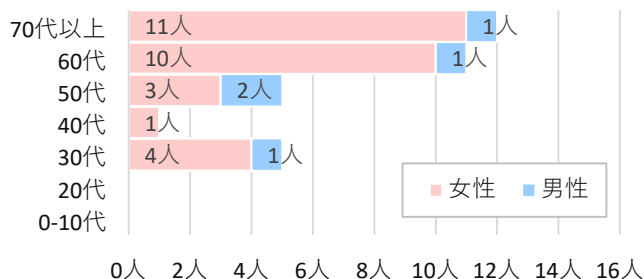 70代以上 11人 1人
60代 10人 1人
50代 3人 2人
40代 1人
30代 4人 1人
20代
0-10代
女性 男性
0人 2人 4人 6人 8人 10人 12人 14人 16人